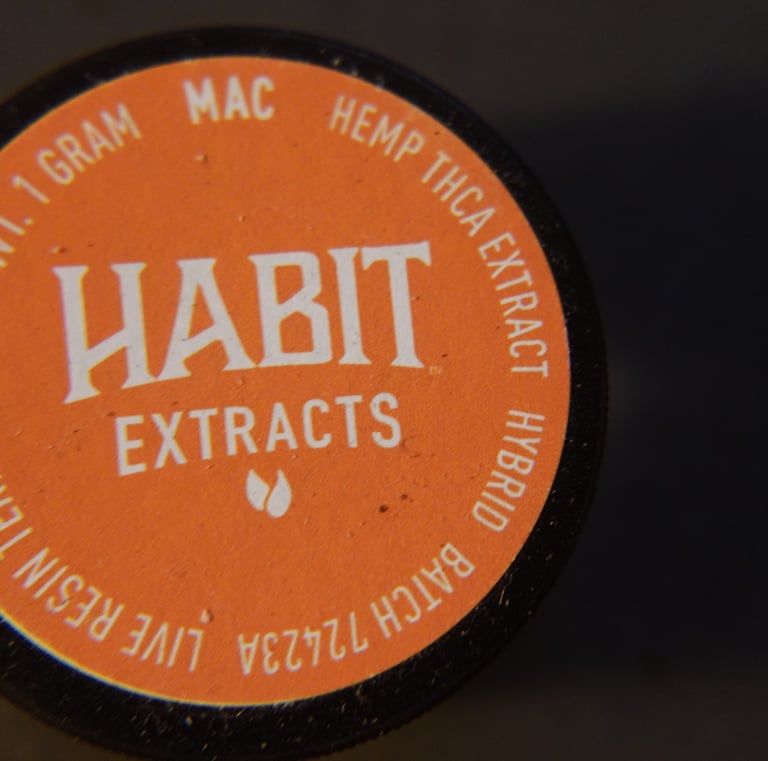 MAC
HEMP THCA EXTRACT
HYBRID
BATCH 72423A
LIVE RESIN
1 GRAM
HABIT
EXTRACTS